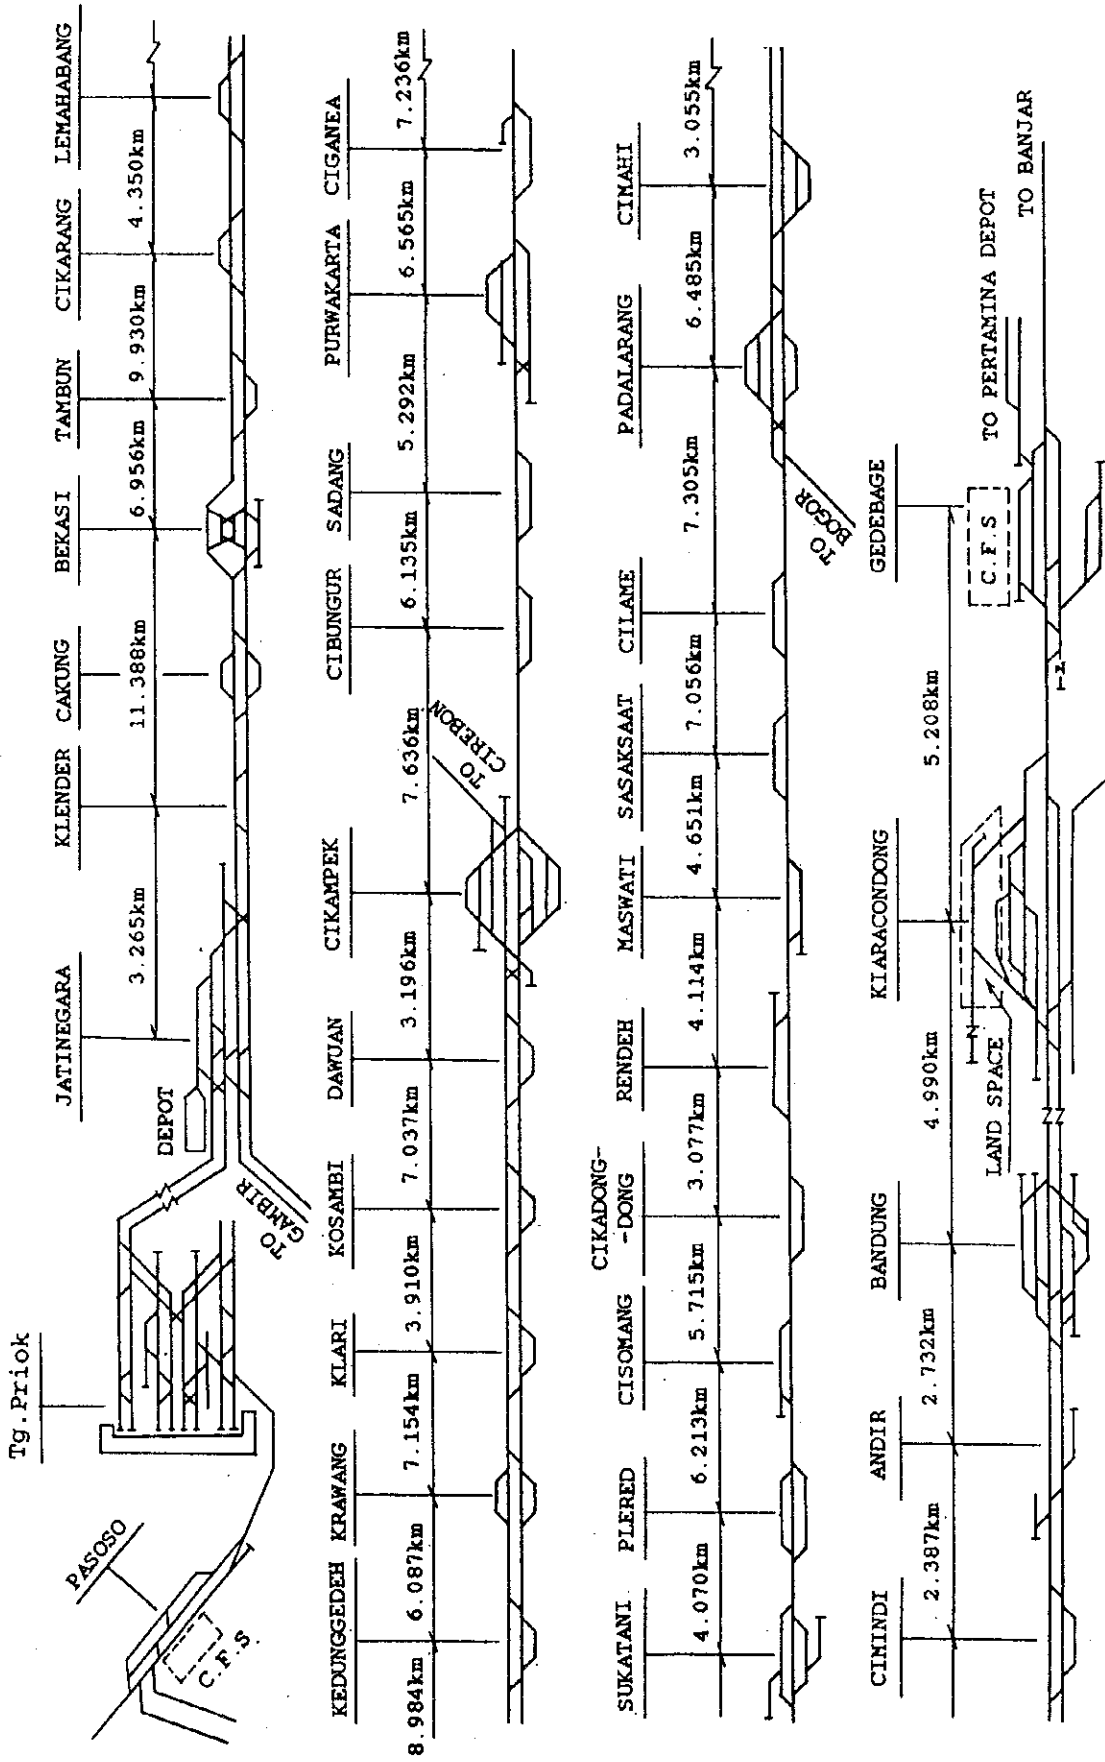 Tg.Priok
PASOSO
C.F.S.
DEPOT
TO
GAMBIR
JATINEGARA
3.265km
KLENDER
CAKUNG
11.388km
BEKASI
6.956km
TAMBUN
9.930km
CIKARANG
4.350km
LEMAHABANG
8.984km
KEDUNGGEDEH
6.087km
KRAWANG
7.154km
KLARI
3.910km
KOSAMBI
7.037km
DAWUAN
3.196km
CIKAMPEK
TO
CIREBON
7.636km
CIBUNGUR
6.135km
SADANG
5.292km
PURWAKARTA
6.565km
CIGANEA
7.236km
SUKATANI
4.070km
PLERED
6.213km
CISOMANG
5.715km
CIKADONG-
-DONG
3.077km
RENDEH
4.114km
MASWATI
4.651km
SASAKSAAT
7.056km
CILAME
7.305km
TO
BOGOR
PADALARANG
6.485km
CIMAHI
3.055km
CIMINDI
2.387km
ANDIR
2.732km
BANDUNG
4.990km
LAND SPACE
KIARACONDONG
5.208km
GEDEBAGE
C.F.S
TO PERTAMINA DEPOT
TO BANJAR